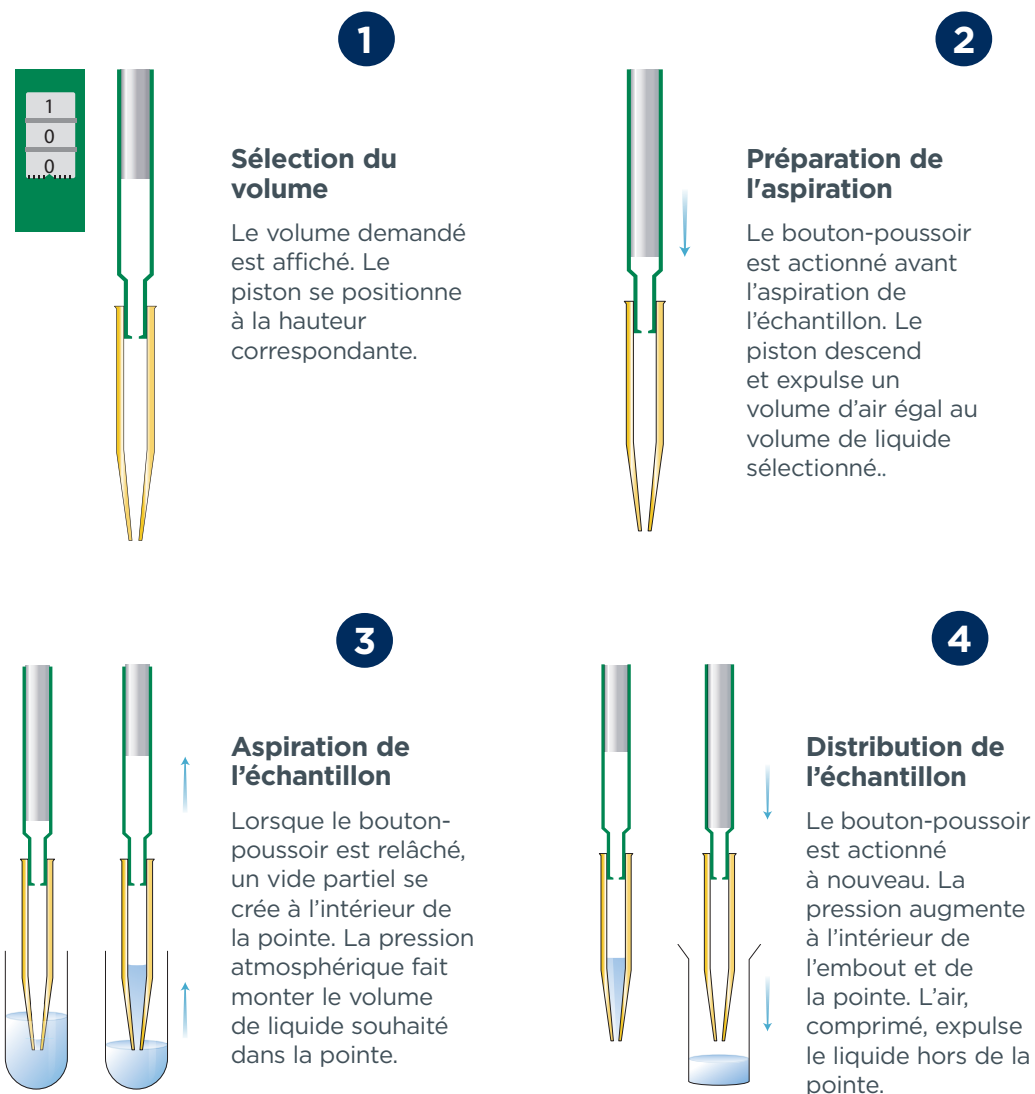 1
1
0
0
Sélection du
volume
Le volume demandé
est affiché. Le
piston se positionne
à la hauteur
correspondante.
2
Préparation de
l'aspiration
Le bouton-poussoir
est actionné avant
l’aspiration de
l’échantillon. Le
piston descend
et expulse un
volume d’air égal au
volume de liquide
sélectionné..
3
Aspiration de
l’échantillon
Lorsque le bouton-
poussoir est relâché,
un vide partiel se
crée à l’intérieur de
la pointe. La pression
atmosphérique fait
monter le volume
de liquide souhaité
dans la pointe.
4
Distribution de
l’échantillon
Le bouton-poussoir
est actionné
à nouveau. La
pression augmente
à l’intérieur de
l’embout et de
la pointe. L’air,
comprimé, expulse
le liquide hors de la
pointe.